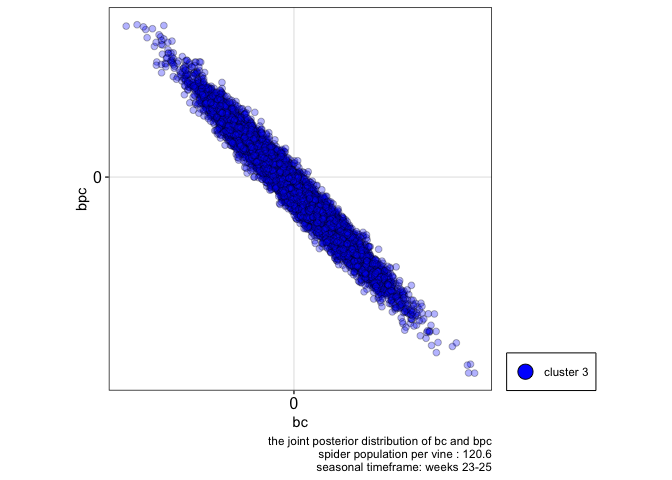 0
bpc
0
bc
cluster 3
the joint posterior distribution of bc and bpc
spider population per vine : 120.6
seasonal timeframe: weeks 23-25